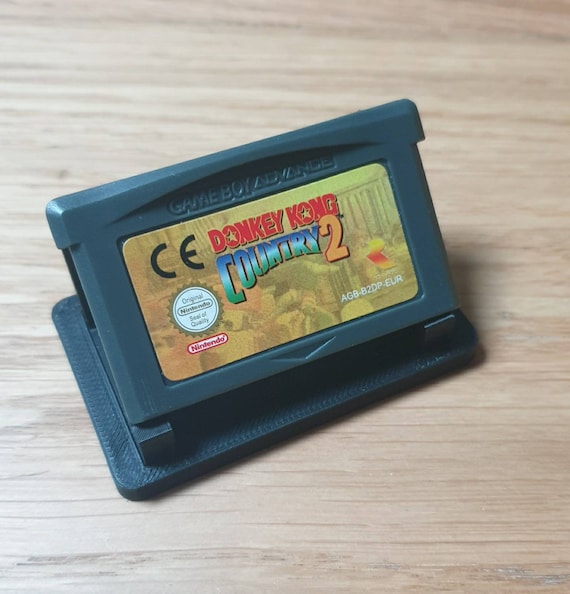 GAME BOY ADVANCE
CE
DONKEY KONG
COUNTRY 2
Original
Nintendo
Seal of
Quality
Nintendo
AGB-B2DP-EUR